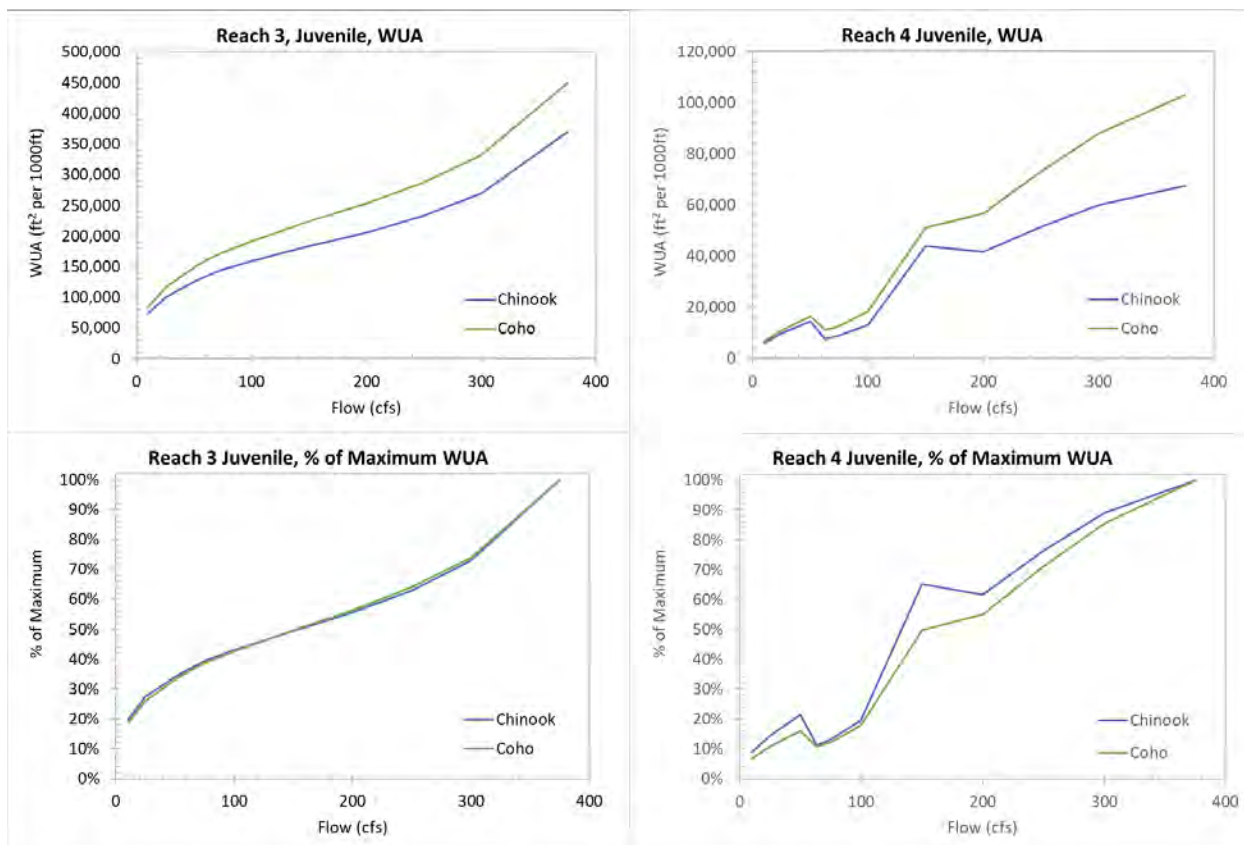 Reach 3, Juvenile, WUA
500,000
450,000
400,000
350,000
300,000
250,000
200,000
150,000
100,000
50,000
0
WUA (ft² per 1000ft)
Chinook
Coho
0 100 200 300 400
Flow (cfs)
Reach 4 Juvenile, WUA
120,000
100,000
80,000
60,000
40,000
20,000
0
WUA (ft² per 1000ft)
Chinook
Coho
0 100 200 300 400
Flow (cfs)
Reach 3 Juvenile, % of Maximum WUA
100%
90%
80%
70%
60%
50%
40%
30%
20%
10%
0%
% of Maximum
Chinook
Coho
0 100 200 300 400
Flow (cfs)
Reach 4 Juvenile, % of Maximum WUA
100%
90%
80%
70%
60%
50%
40%
30%
20%
10%
0%
% of Maximum
Chinook
Coho
0 100 200 300 400
Flow (cfs)